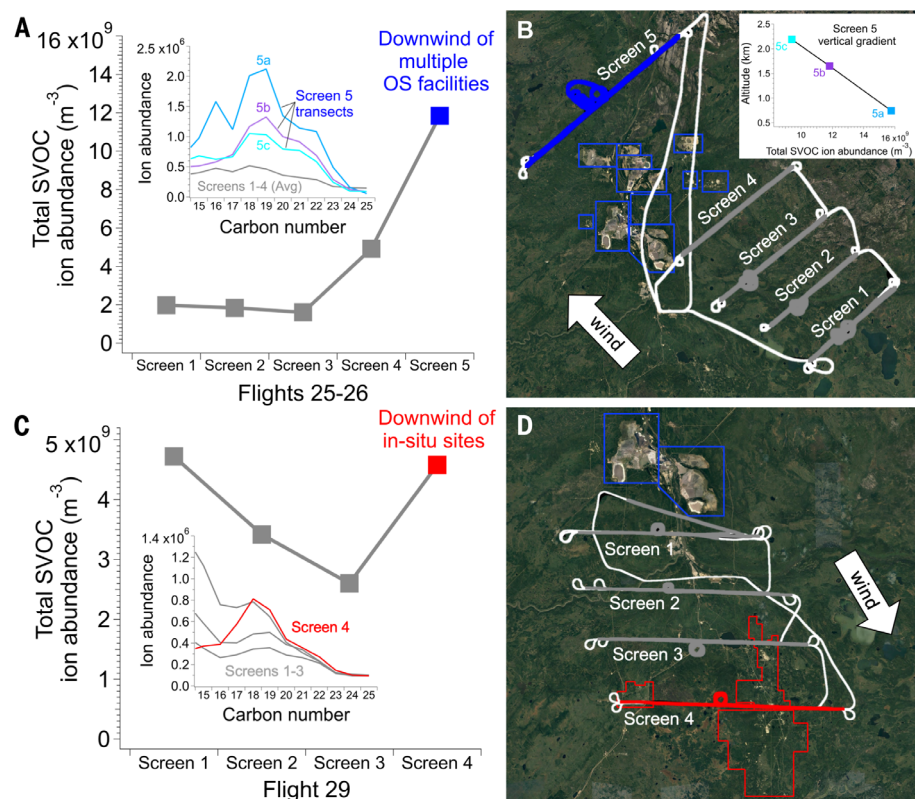 A
Total SVOC
ion abundance (m⁻³)
16 x10⁹
14
12
10
8
6
4
2
0
Screen 1 Screen 2 Screen 3 Screen 4 Screen 5
Flights 25-26
Downwind of
multiple
OS facilities
Ion abundance
2.5 x10⁶
2.0
1.5
1.0
0.5
0.0
15 16 17 18 19 20 21 22 23 24 25
Carbon number
5a
5b
5c
Screen 5
transects
Screens 1-4 (Avg)
B
Screen 5
Screen 4
Screen 3
Screen 2
Screen 1
wind
Screen 5
vertical gradient
Altitude (km)
2.5
2.0
1.5
1.0
0.5
5c
5b
5a
10 12 14 16x10⁹
Total SVOC ion abundance (m⁻³)
C
Total SVOC
ion abundance (m⁻³)
5 x10⁹
4
3
2
1
0
Screen 1 Screen 2 Screen 3 Screen 4
Flight 29
Downwind of
in-situ sites
Ion abundance
1.4 x10⁶
1.2
1.0
0.8
0.6
0.4
0.2
0.0
15 16 17 18 19 20 21 22 23 24 25
Carbon number
Screen 4
Screens 1-3
D
Screen 1
Screen 2
Screen 3
Screen 4
wind